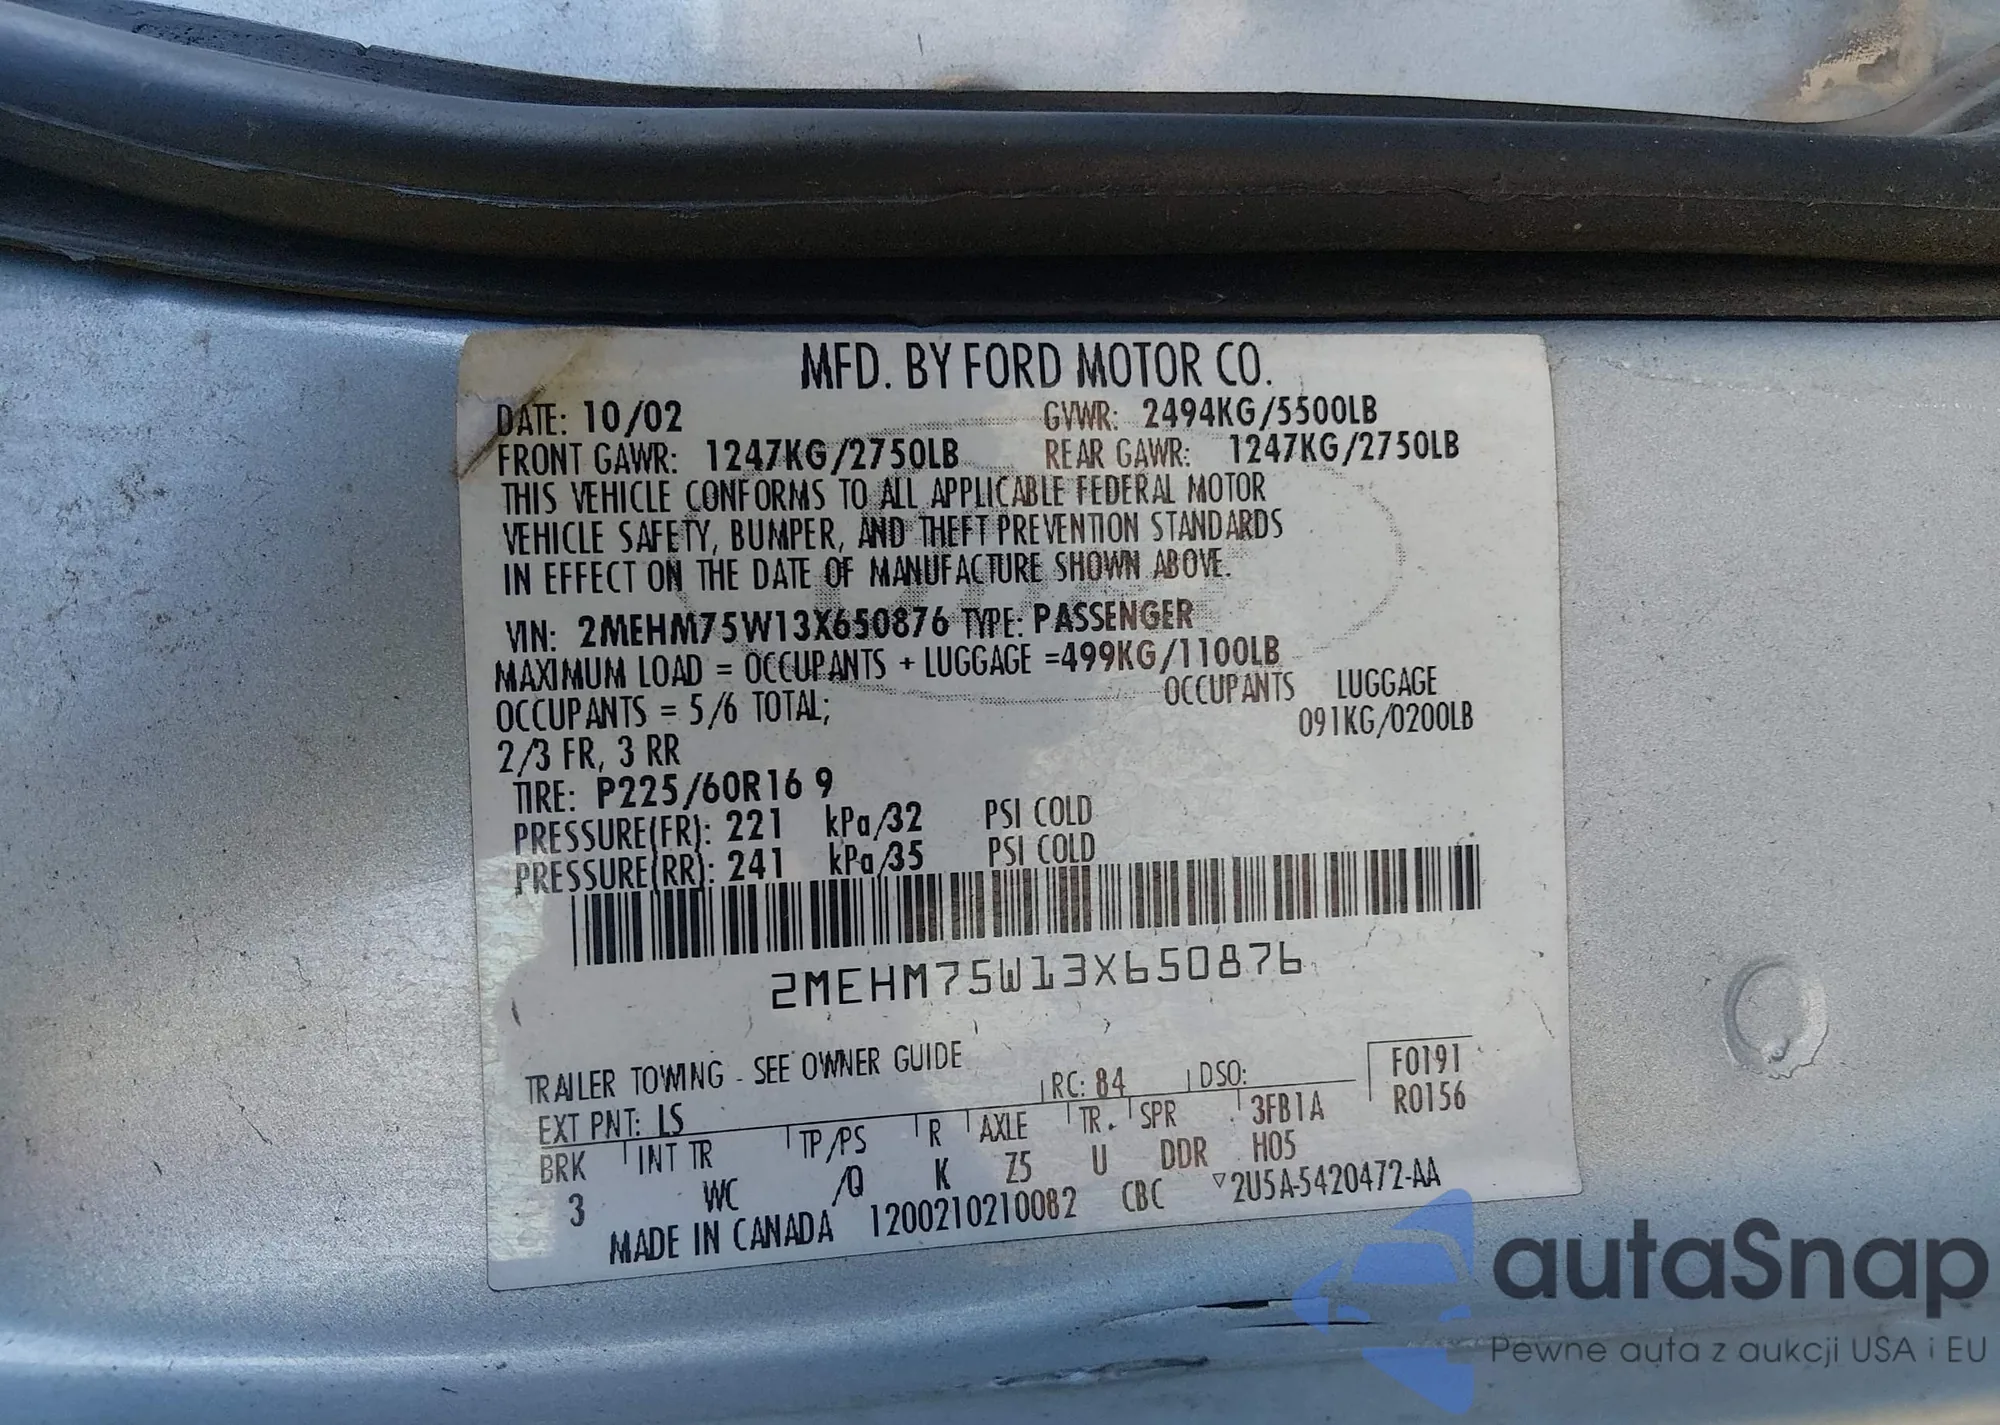 MFD. BY FORD MOTOR CO.
DATE: 10/02 GVWR: 2494KG/5500LB
FRONT GAWR: 1247KG/2750LB REAR GAWR: 1247KG/2750LB
THIS VEHICLE CONFORMS TO ALL APPLICABLE FEDERAL MOTOR
VEHICLE SAFETY, BUMPER, AND THEFT PREVENTION STANDARDS
IN EFFECT ON THE DATE OF MANUFACTURE SHOWN ABOVE.
VIN: 2MEHM75W13X650876 TYPE: PASSENGER
MAXIMUM LOAD = OCCUPANTS + LUGGAGE =499KG/1100LB
OCCUPANTS = 5/6 TOTAL; OCCUPANTS LUGGAGE
2/3 FR, 3 RR 091KG/0200LB
TIRE: P225/60R16 9
PRESSURE(FR): 221 kPa/32 PSI COLD
PRESSURE(RR): 241 kPa/35 PSI COLD
2MEHM75W13X650876
TRAILER TOWING - SEE OWNER GUIDE
EXT PNT: LS RC: 84 DSO: F0191
BRK INT TR TP/PS R AXLE TR. SPR 3FB1A R0156
3 WC /Q K Z5 U DDR H05
MADE IN CANADA 1200210210082 CBC ▽2U5A-5420472-AA
autaSnap
Pewne auta z aukcji USA i EU